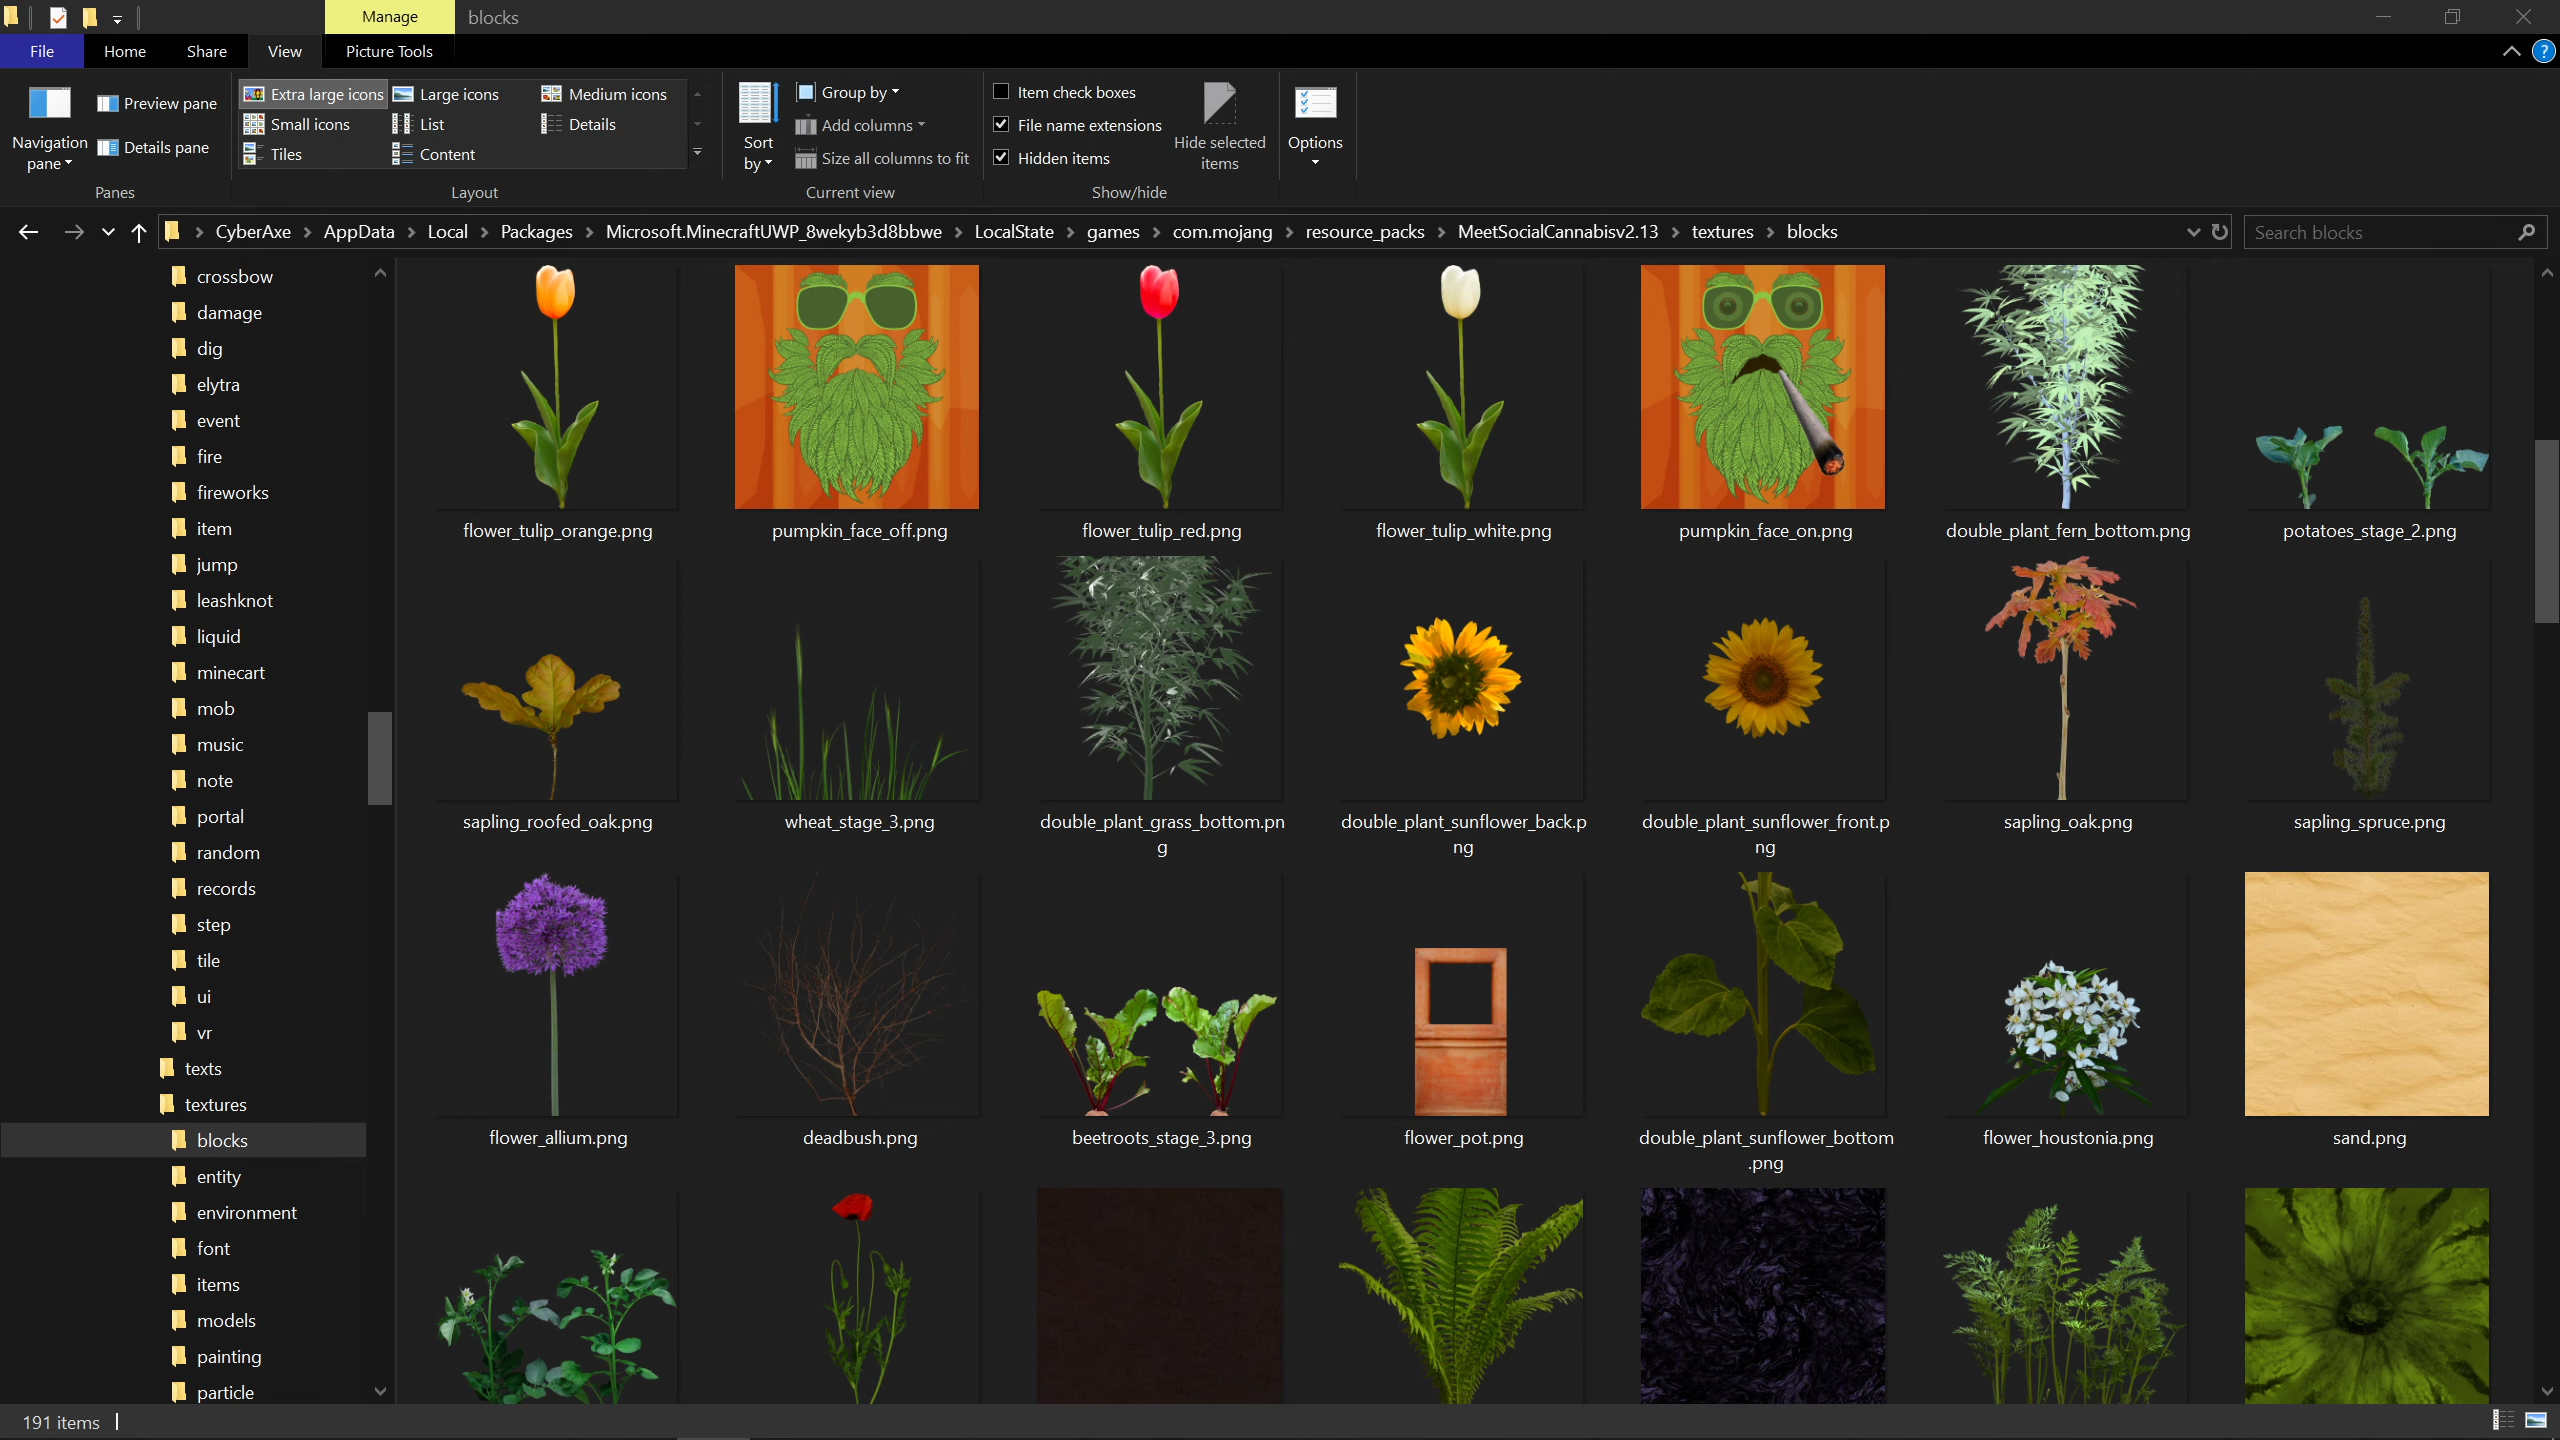 Manage
blocks
File
Home
Share
View
Picture Tools
?
Navigation
pane
Preview pane
Details pane
Panes
Extra large icons
Large icons
Medium icons
Small icons
List
Details
Tiles
Content
Layout
Sort
by
Group by
Add columns
Size all columns to fit
Current view
Item check boxes
File name extensions
Hidden items
Hide selected
items
Show/hide
Options
CyberAxe > AppData > Local > Packages > Microsoft.MinecraftUWP_8wekyb3d8bbwe > LocalState > games > com.mojang > resource_packs > MeetSocialCannabisv2.13 > textures > blocks
Search blocks
crossbow
damage
dig
elytra
event
fire
fireworks
item
jump
leashknot
liquid
minecart
mob
music
note
portal
random
records
step
tile
ui
vr
texts
textures
blocks
entity
environment
font
items
models
painting
particle
flower_tulip_orange.png
pumpkin_face_off.png
flower_tulip_red.png
flower_tulip_white.png
pumpkin_face_on.png
double_plant_fern_bottom.png
potatoes_stage_2.png
sapling_roofed_oak.png
wheat_stage_3.png
double_plant_grass_bottom.pn
g
double_plant_sunflower_back.p
ng
double_plant_sunflower_front.p
ng
sapling_oak.png
sapling_spruce.png
flower_allium.png
deadbush.png
beetroots_stage_3.png
flower_pot.png
double_plant_sunflower_bottom
.png
flower_houstonia.png
sand.png
191 items